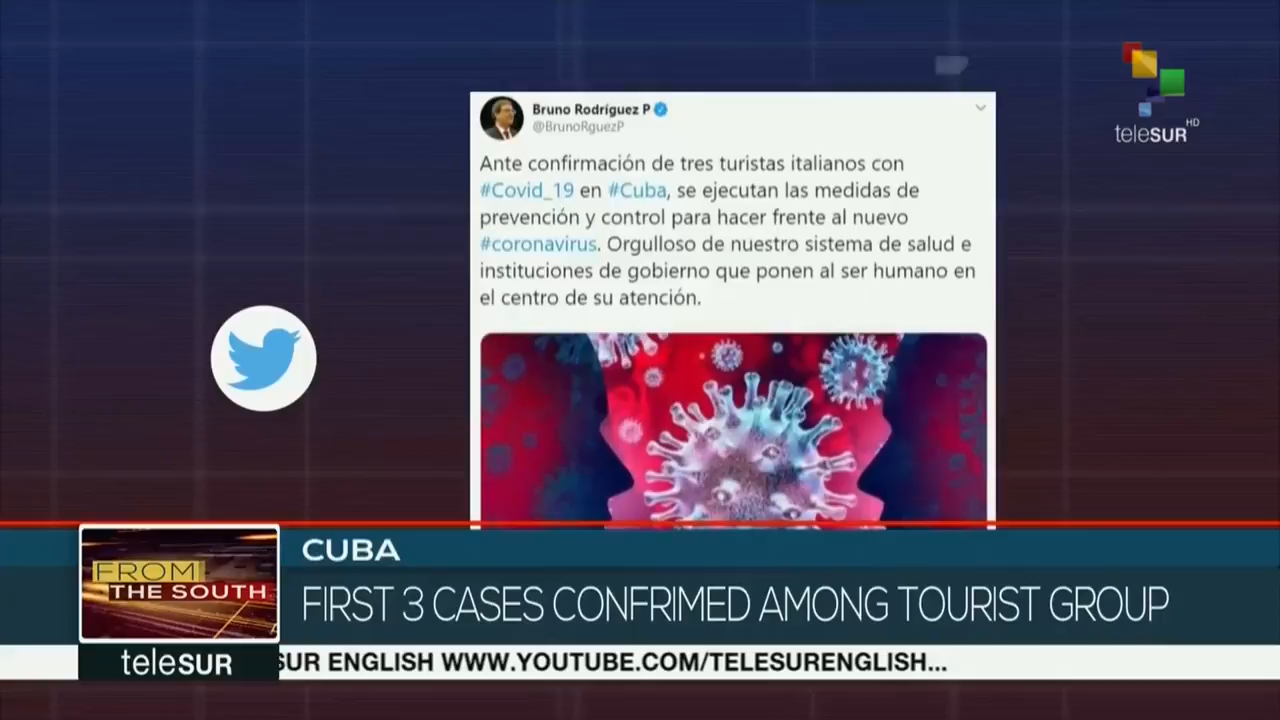 teleSUR HD
Bruno Rodríguez P
@BrunoRguezP
Ante confirmación de tres turistas italianos con
#Covid_19 en #Cuba, se ejecutan las medidas de
prevención y control para hacer frente al nuevo
#coronavirus. Orgulloso de nuestro sistema de salud e
instituciones de gobierno que ponen al ser humano en
el centro de su atención.
CUBA
FROM
THE SOUTH
FIRST 3 CASES CONFRIMED AMONG TOURIST GROUP
teleSUR
SUR ENGLISH WWW.YOUTUBE.COM/TELESURENGLISH...